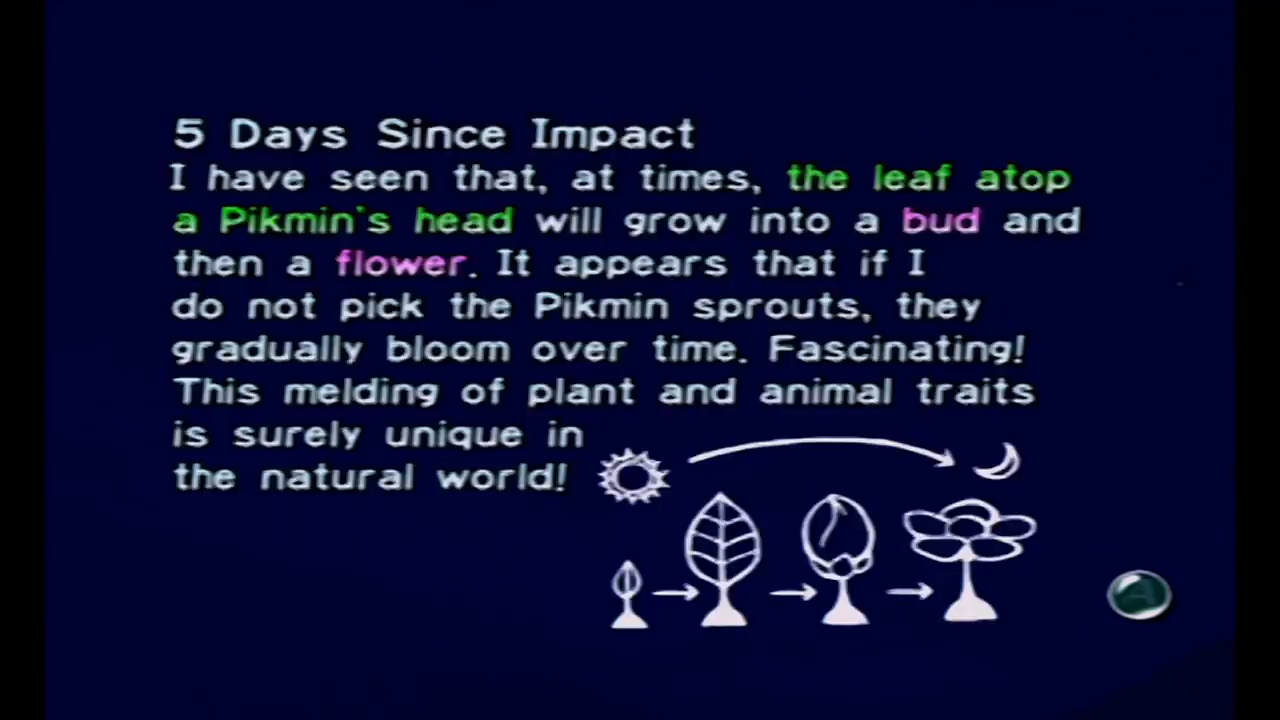 5 Days Since Impact
I have seen that, at times, the leaf atop
a Pikmin's head will grow into a bud and
then a flower. It appears that if I
do not pick the Pikmin sprouts, they
gradually bloom over time. Fascinating!
This melding of plant and animal traits
is surely unique in
the natural world!
A